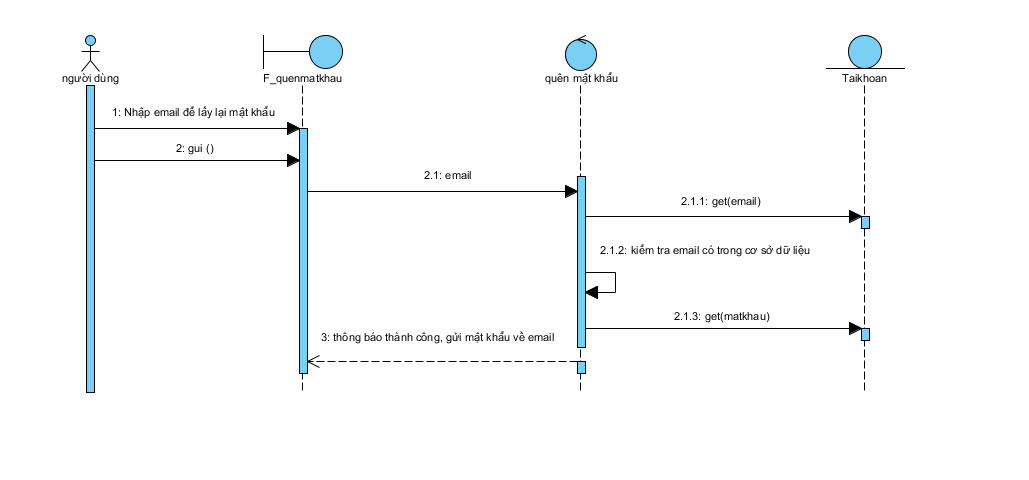 người dùng
F_quenmatkhau
quên mật khẩu
Taikhoan
1: Nhập email để lấy lại mật khẩu
2: gui ()
2.1: email
2.1.1: get(email)
2.1.2: kiểm tra email có trong cơ sở dữ liệu
2.1.3: get(matkhau)
3: thông báo thành công, gửi mật khẩu về email